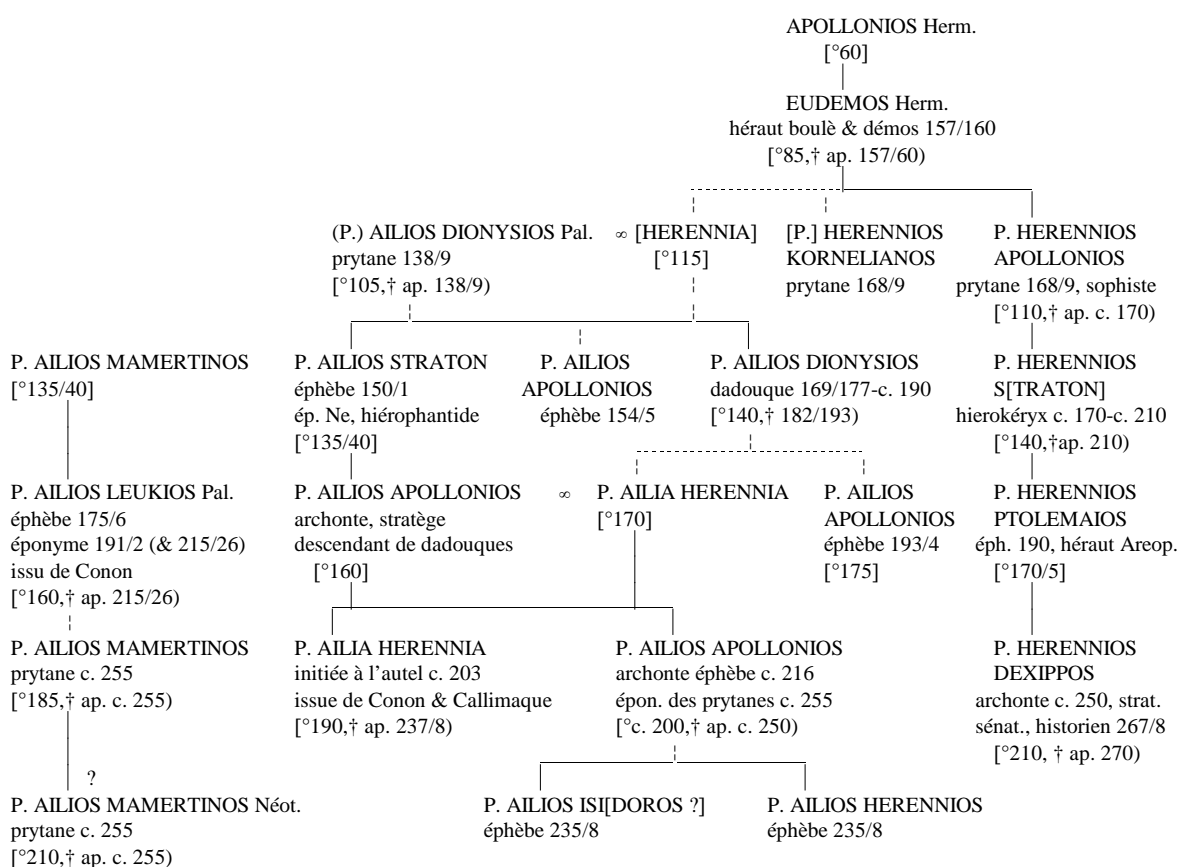 APOLLONIOS Herm.
[°60]
EUDEMOS Herm.
héraut boulè & démos 157/160
[°85,† ap. 157/60)
(P.) AILIOS DIONYSIOS Pal.
prytane 138/9
[°105,† ap. 138/9)
∞ [HERENNIA]
[°115]
[P.] HERENNIOS
KORNELIANOS
prytane 168/9
P. HERENNIOS
APOLLONIOS
prytane 168/9, sophiste
[°110,† ap. c. 170)
P. AILIOS MAMERTINOS
[°135/40]
P. AILIOS STRATON
éphèbe 150/1
ép. Ne, hiérophantide
[°135/40]
P. AILIOS
APOLLONIOS
éphèbe 154/5
P. AILIOS DIONYSIOS
dadouque 169/177-c. 190
[°140,† 182/193)
P. HERENNIOS
S[TRATON]
hierokéryx c. 170-c. 210
[°140,†ap. 210)
P. AILIOS LEUKIOS Pal.
éphèbe 175/6
éponyme 191/2 (& 215/26)
issu de Conon
[°160,† ap. 215/26)
P. AILIOS APOLLONIOS
archonte, stratège
descendant de dadouques
[°160]
∞
P. AILIA HERENNIA
[°170]
P. AILIOS
APOLLONIOS
éphèbe 193/4
[°175]
P. HERENNIOS
PTOLEMAIOS
éph. 190, héraut Areop.
[°170/5]
P. AILIOS MAMERTINOS
prytane c. 255
[°185,† ap. c. 255)
P. AILIA HERENNIA
initiée à l'autel c. 203
issue de Conon & Callimaque
[°190,† ap. 237/8)
P. AILIOS APOLLONIOS
archonte éphèbe c. 216
épon. des prytanes c. 255
[°c. 200,† ap. c. 250)
P. HERENNIOS
DEXIPPOS
archonte c. 250, strat.
sénat., historien 267/8
[°210, † ap. 270)
?
P. AILIOS MAMERTINOS Néot.
prytane c. 255
[°210,† ap. c. 255)
P. AILIOS ISI[DOROS ?]
éphèbe 235/8
P. AILIOS HERENNIOS
éphèbe 235/8